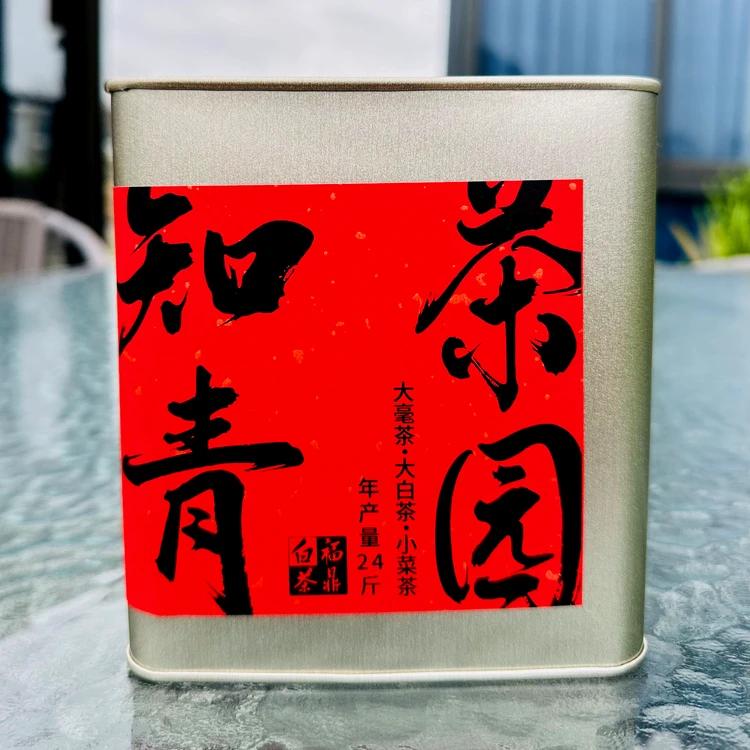 知青
茶园
大毫茶·大白茶·小菜茶
年产量24斤
福鼎
白茶